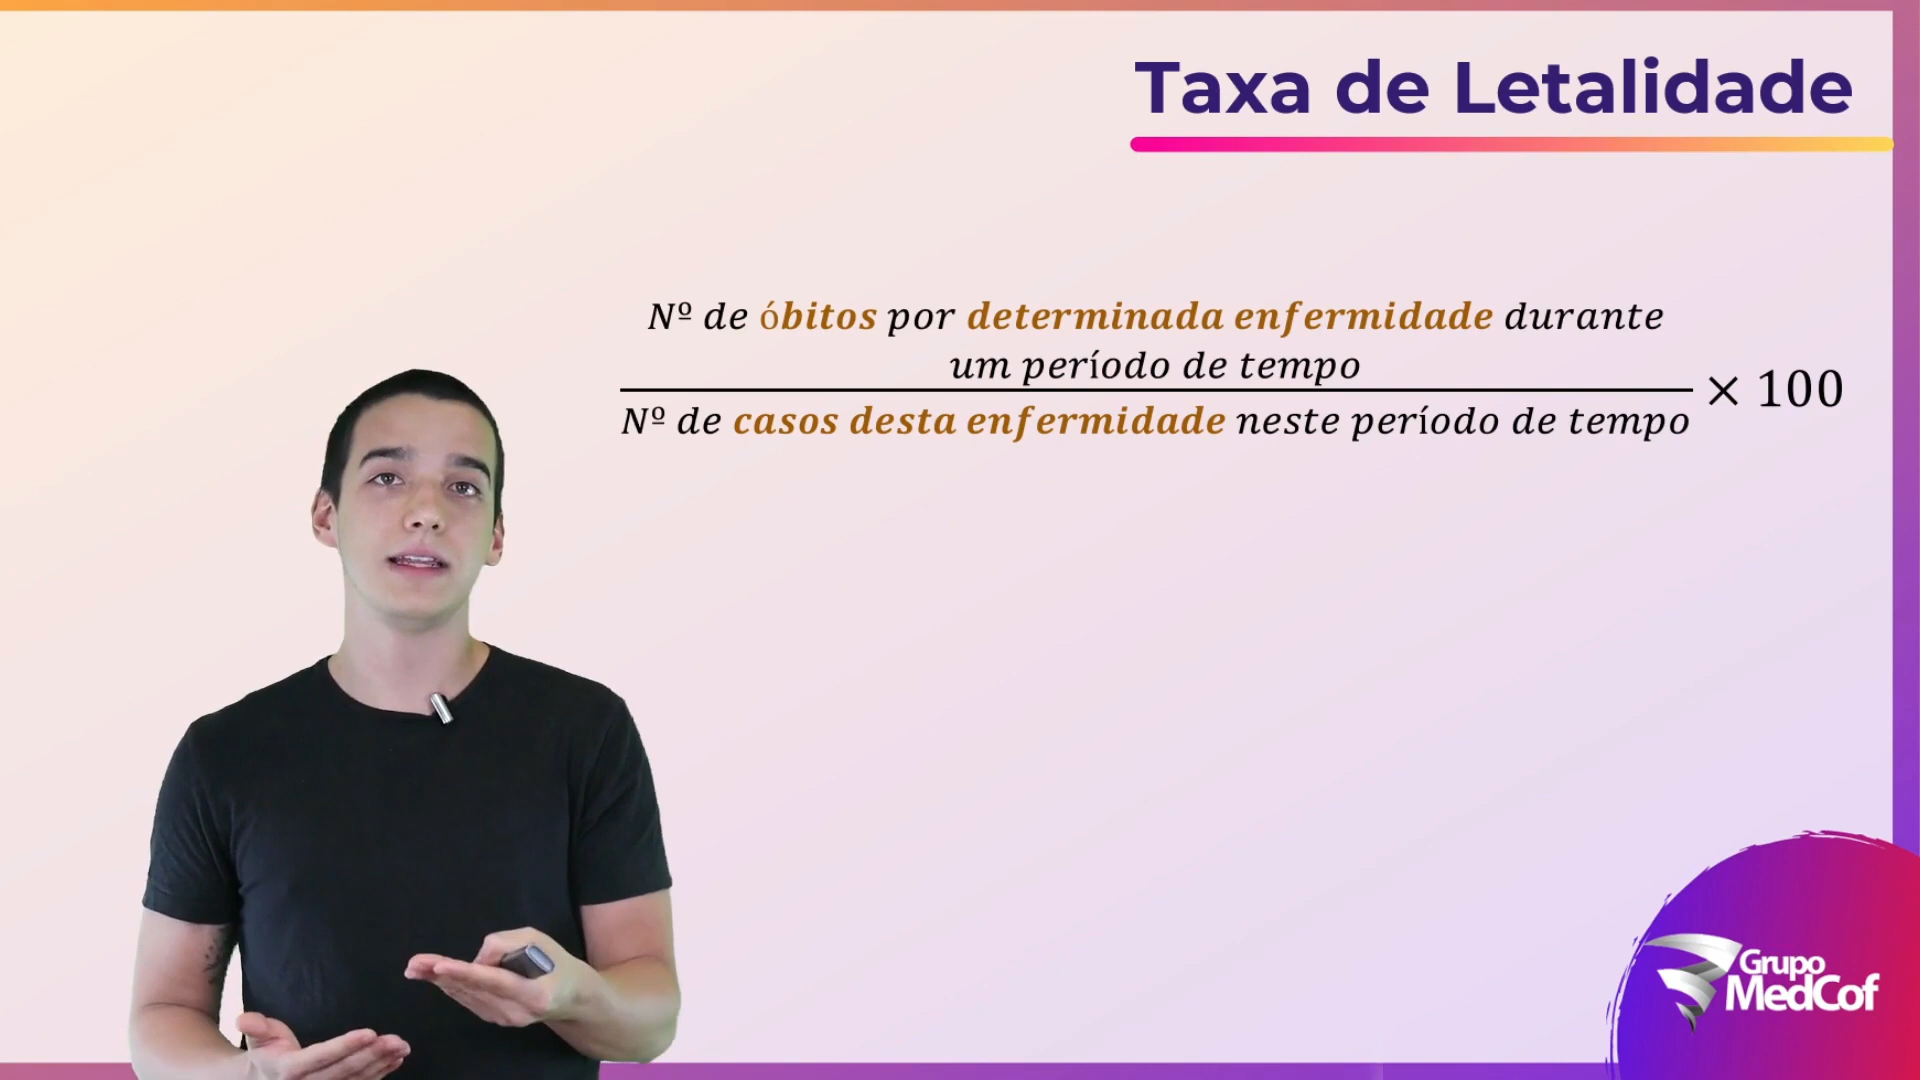 Taxa de Letalidade
Nº de óbitos por determinada enfermidade durante
um período de tempo
× 100
Nº de casos desta enfermidade neste período de tempo
Grupo
MedCof